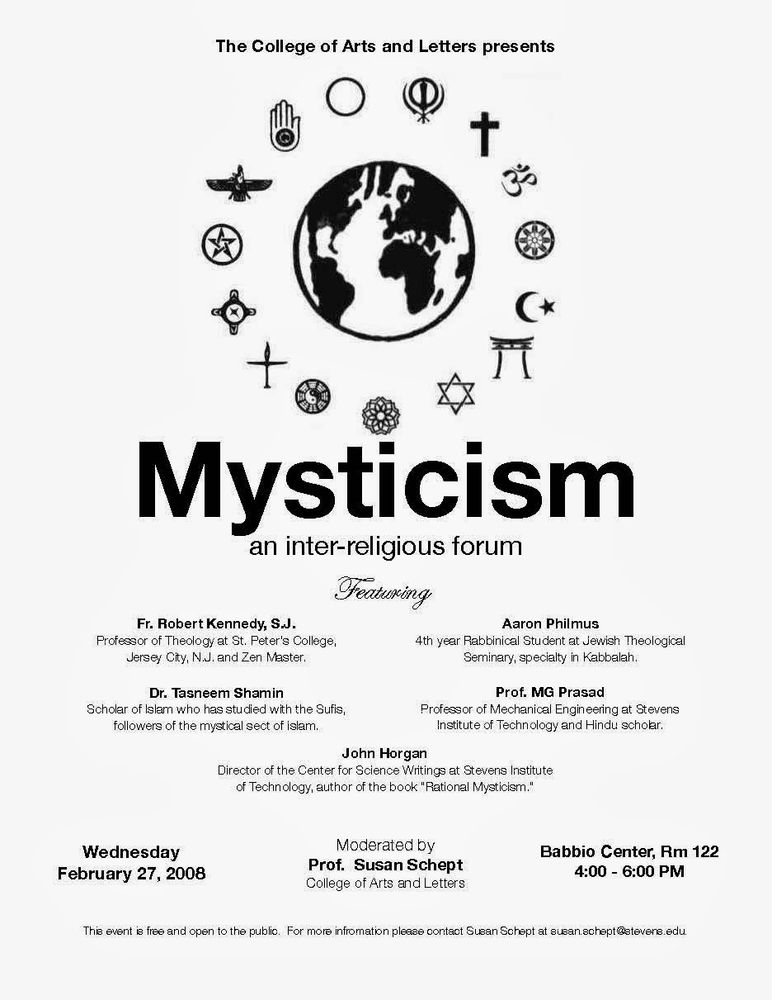 The College of Arts and Letters presents
Mysticism
an inter-religious forum
Featuring
Fr. Robert Kennedy, S.J.
Professor of Theology at St. Peter's College,
Jersey City, N.J. and Zen Master.
Aaron Philmus
4th year Rabbinical Student at Jewish Theological
Seminary, specialty in Kabbalah.
Dr. Tasneem Shamin
Scholar of Islam who has studied with the Sufis,
followers of the mystical sect of islam.
Prof. MG Prasad
Professor of Mechanical Engineering at Stevens
Institute of Technology and Hindu scholar.
John Horgan
Director of the Center for Science Writings at Stevens Institute
of Technology, author of the book "Rational Mysticism."
Wednesday
February 27, 2008
Moderated by
Prof. Susan Schept
College of Arts and Letters
Babbio Center, Rm 122
4:00 - 6:00 PM
This event is free and open to the public. For more infromation please contact Susan Schept at susan.schept@stevens.edu.